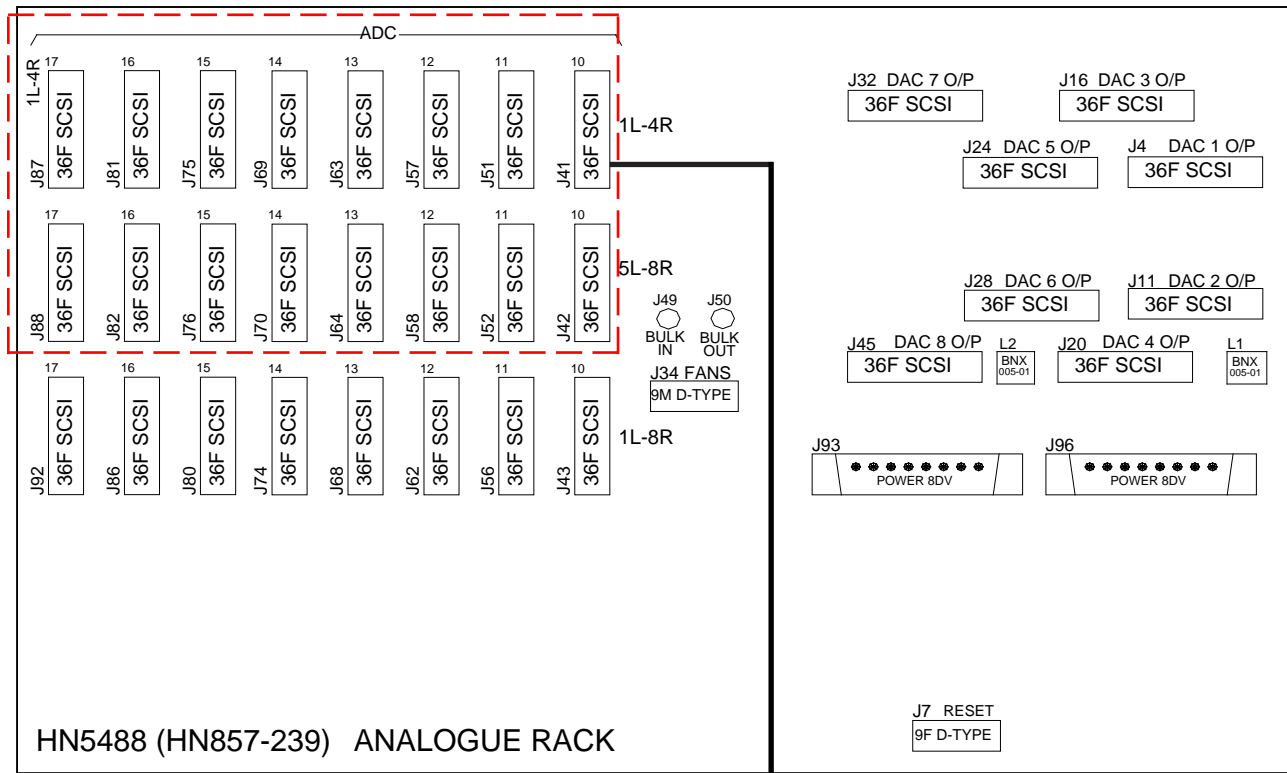 ADC
1L-4R
17 16 15 14 13 12 11 10
J87 36F SCSI J81 36F SCSI J75 36F SCSI J69 36F SCSI J63 36F SCSI J57 36F SCSI J51 36F SCSI J41 36F SCSI
1L-4R
17 16 15 14 13 12 11 10
J88 36F SCSI J82 36F SCSI J76 36F SCSI J70 36F SCSI J64 36F SCSI J58 36F SCSI J52 36F SCSI J42 36F SCSI
5L-8R
17 16 15 14 13 12 11 10
J92 36F SCSI J86 36F SCSI J80 36F SCSI J74 36F SCSI J68 36F SCSI J62 36F SCSI J56 36F SCSI J43 36F SCSI
1L-8R
J49
BULK
IN
J50
BULK
OUT
J34 FANS
9M D-TYPE
J32 DAC 7 O/P
36F SCSI
J16 DAC 3 O/P
36F SCSI
J24 DAC 5 O/P
36F SCSI
J4 DAC 1 O/P
36F SCSI
J28 DAC 6 O/P
36F SCSI
J11 DAC 2 O/P
36F SCSI
J45 DAC 8 O/P
36F SCSI
L2
BNX
005-01
J20 DAC 4 O/P
36F SCSI
L1
BNX
005-01
J93
POWER 8DV
J96
POWER 8DV
J7 RESET
9F D-TYPE
HN5488 (HN857-239) ANALOGUE RACK